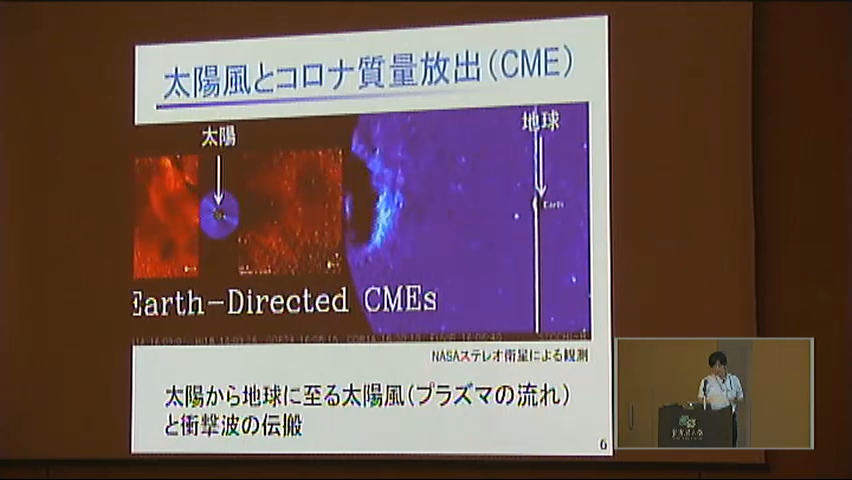 太陽風とコロナ質量放出(CME)
太陽
地球
Earth
Earth-Directed CMEs
NASAステレオ衛星による観測
太陽から地球に至る太陽風(プラズマの流れ)
と衝撃波の伝搬
6